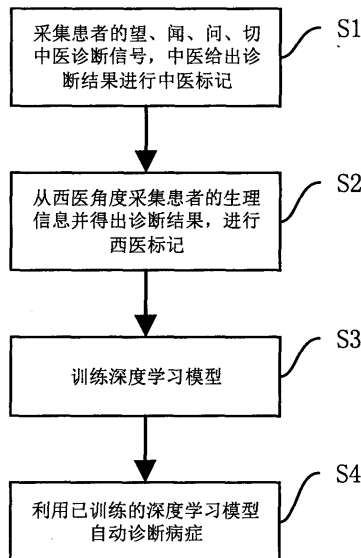 采集患者的望、闻、问、切
中医诊断信号，中医给出诊
断结果进行中医标记
S1
从西医角度采集患者的生理
信息并得出诊断结果，进行
西医标记
S2
训练深度学习模型
S3
利用已训练的深度学习模型
自动诊断病症
S4